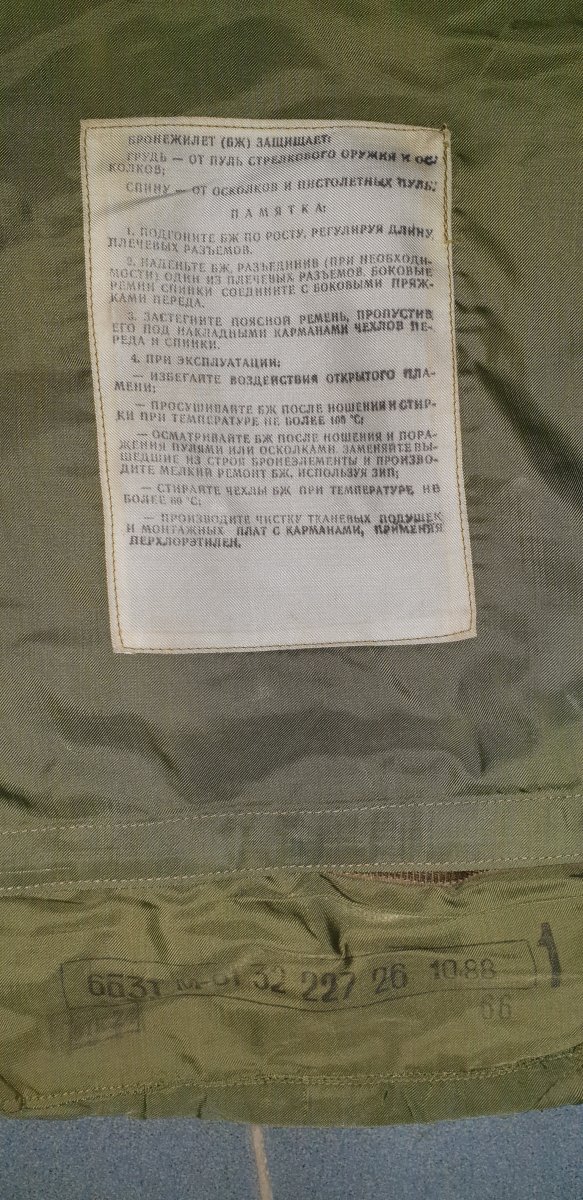 БРОНЕЖИЛЕТ (БЖ) ЗАЩИЩАЕТ:
ГРУДЬ — ОТ ПУЛЬ СТРЕЛКОВОГО ОРУЖИЯ И ОС-
КОЛКОВ;
СПИНУ — ОТ ОСКОЛКОВ И ПИСТОЛЕТНЫХ ПУЛЬ.
ПАМЯТКА:
1. ПОДГОНИТЕ БЖ ПО РОСТУ, РЕГУЛИРУЯ ДЛИНУ
ПЛЕЧЕВЫХ РАЗЪЕМОВ.
2. НАДЕНЬТЕ БЖ, РАЗЪЕДИНИВ (ПРИ НЕОБХОДИ-
МОСТИ) ОДИН ИЗ ПЛЕЧЕВЫХ РАЗЪЕМОВ. БОКОВЫЕ
РЕМНИ СПИНКИ СОЕДИНИТЕ С БОКОВЫМИ ПРЯЖ-
КАМИ ПЕРЕДА.
3. ЗАСТЕГНИТЕ ПОЯСНОЙ РЕМЕНЬ, ПРОПУСТИВ
ЕГО ПОД НАКЛАДНЫМИ КАРМАНАМИ ЧЕХЛОВ ПЕ-
РЕДА И СПИНКИ.
4. ПРИ ЭКСПЛУАТАЦИИ:
— ИЗБЕГАЙТЕ ВОЗДЕЙСТВИЯ ОТКРЫТОГО ПЛА-
МЕНИ;
— ПРОСУШИВАЙТЕ БЖ ПОСЛЕ НОШЕНИЯ И СТИР-
КИ ПРИ ТЕМПЕРАТУРЕ НЕ БОЛЕЕ 100 °С;
— ОСМАТРИВАЙТЕ БЖ ПОСЛЕ НОШЕНИЯ И ПОРА-
ЖЕНИЯ ПУЛЯМИ ИЛИ ОСКОЛКАМИ. ЗАМЕНЯЙТЕ ВЫ-
ШЕДШИЕ ИЗ СТРОЯ БРОНЕЭЛЕМЕНТЫ И ПРОИЗВО-
ДИТЕ МЕЛКИЙ РЕМОНТ БЖ, ИСПОЛЬЗУЯ ЗИП;
— СТИРАЙТЕ ЧЕХЛЫ БЖ ПРИ ТЕМПЕРАТУРЕ НЕ
БОЛЕЕ 60 °С;
— ПРОИЗВОДИТЕ ЧИСТКУ ТКАНЕВЫХ ПОДУШЕК
И МОНТАЖНЫХ ПЛАТ С КАРМАНАМИ, ПРИМЕНЯЯ
ПЕРХЛОРЭТИЛЕН.
6Б3Т М-01 32 227 26 10.88 1
66